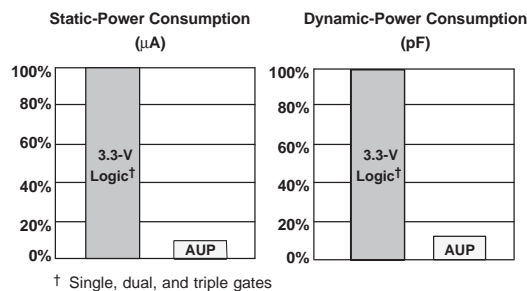 Static-Power Consumption
(μA)
100%
80%
60%
40%
20%
0%
3.3-V
Logic†
AUP
Dynamic-Power Consumption
(pF)
100%
80%
60%
40%
20%
0%
3.3-V
Logic†
AUP
† Single, dual, and triple gates